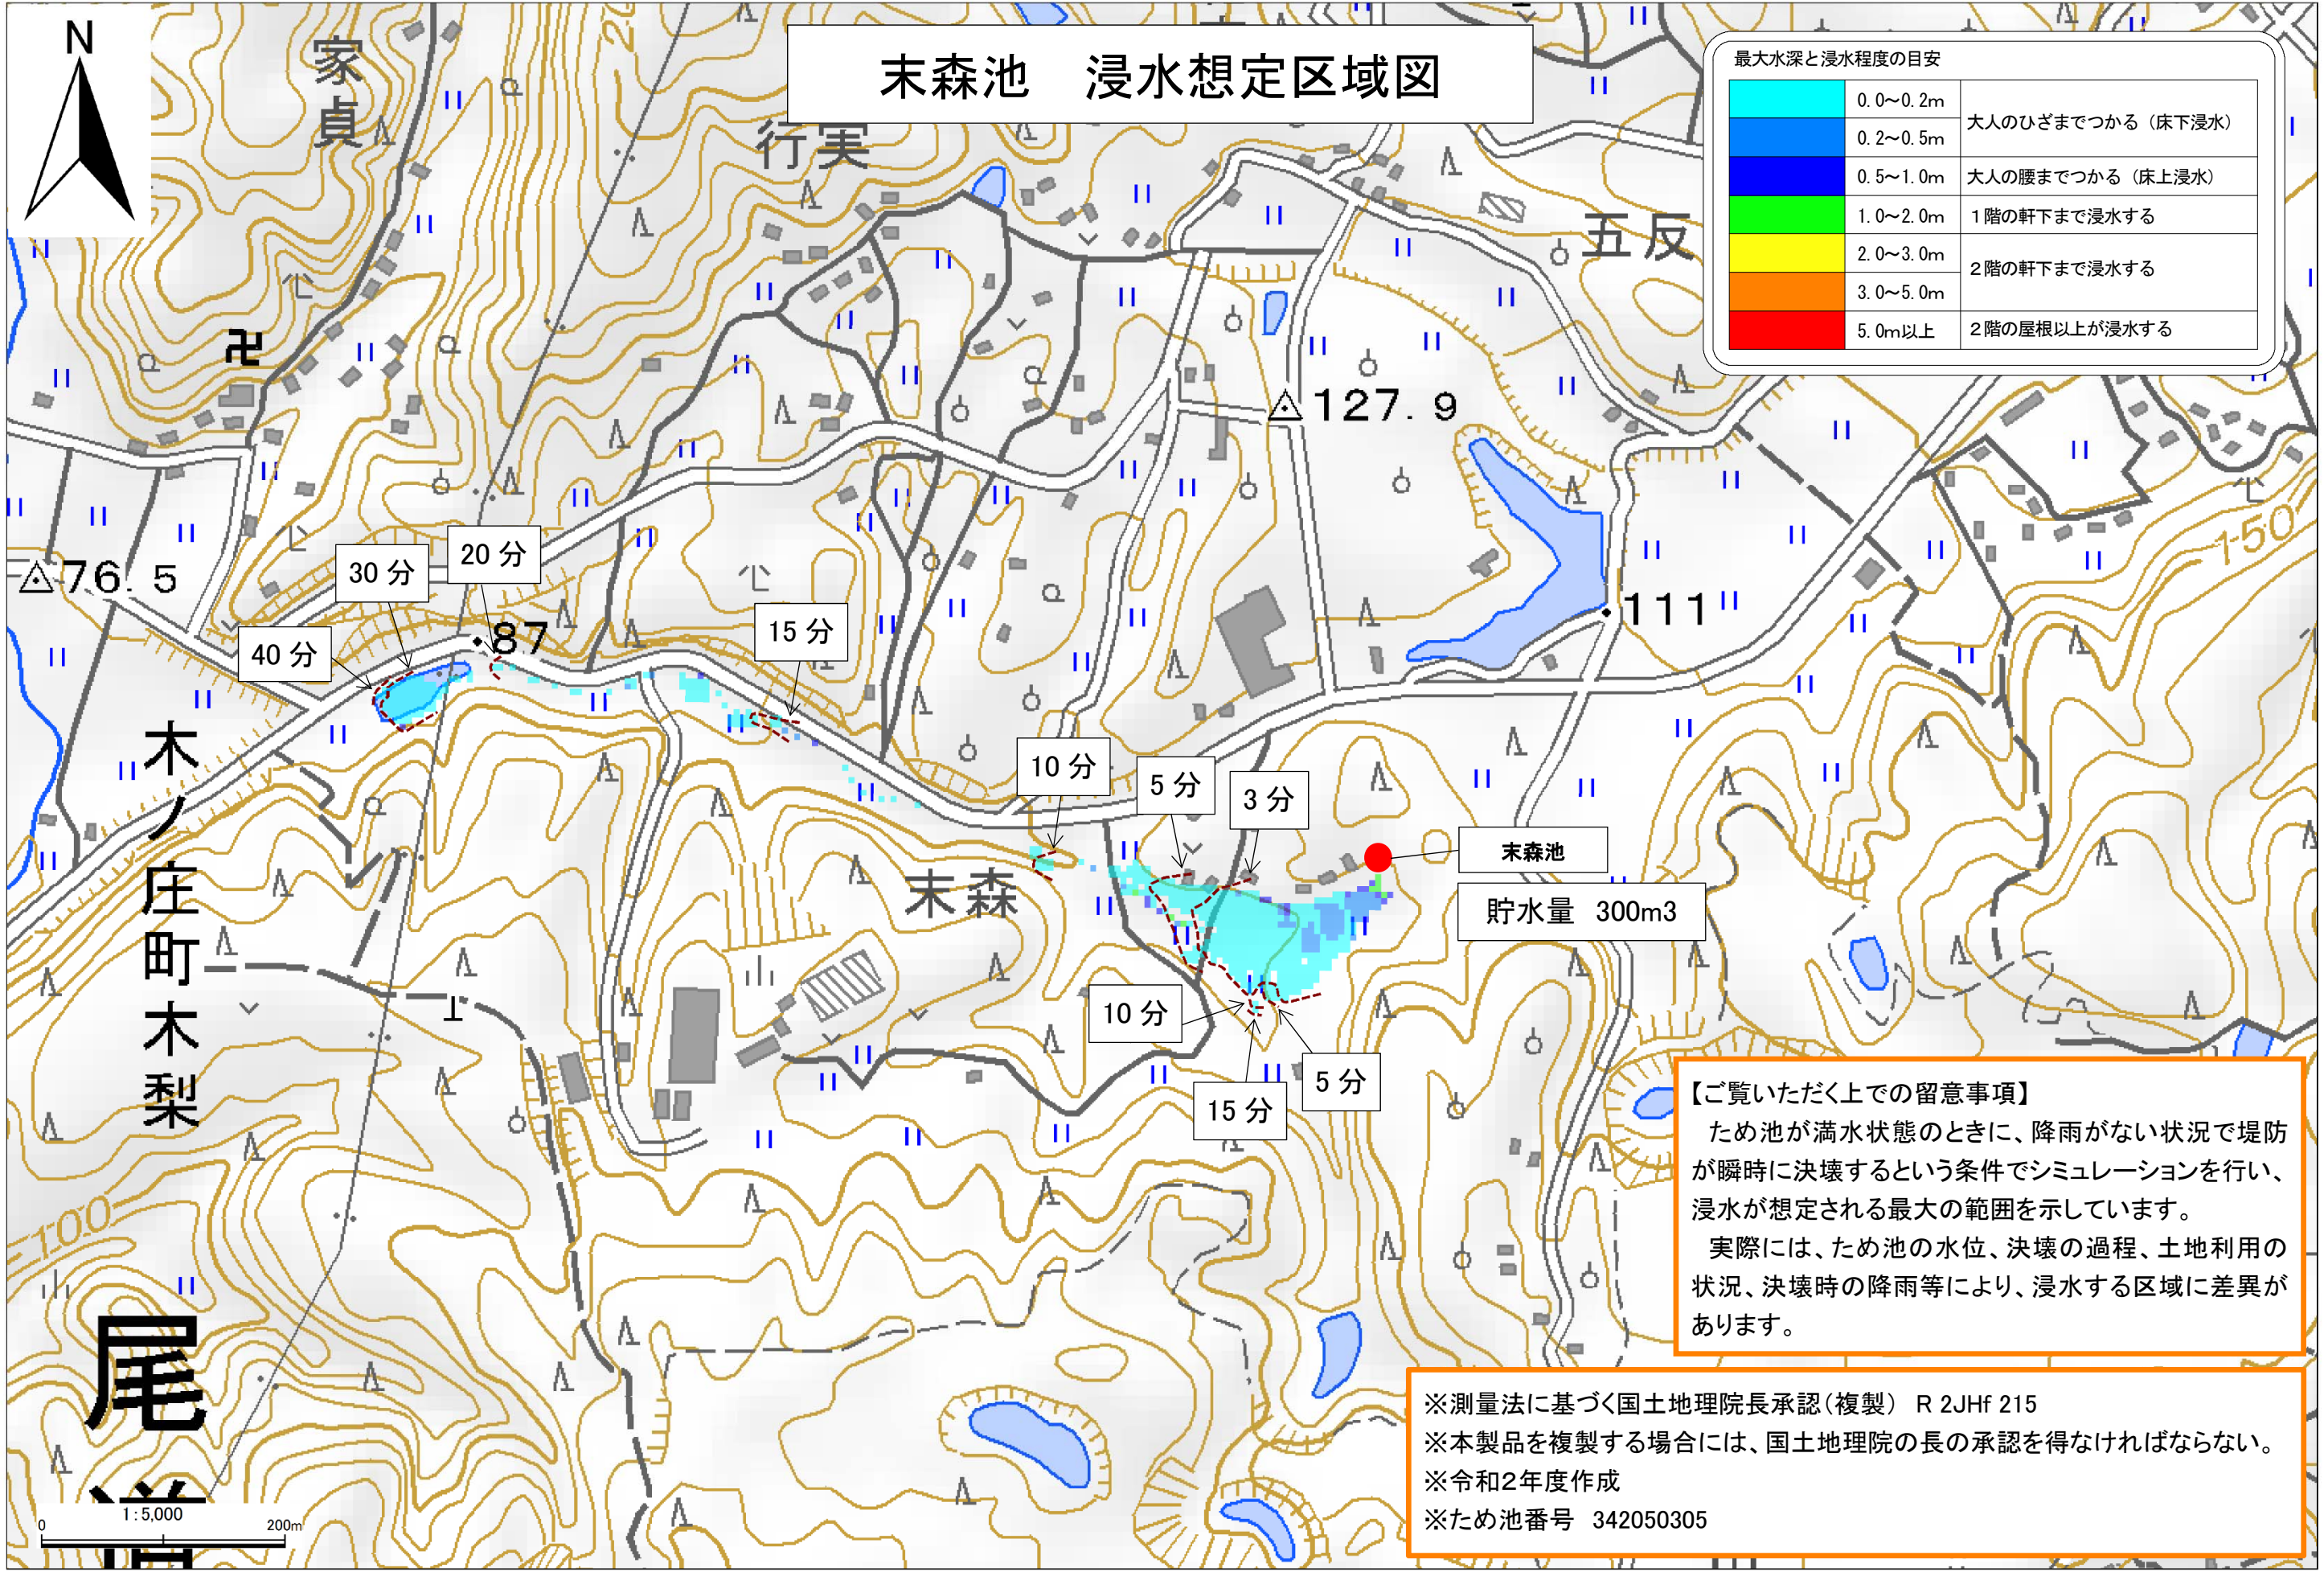 末森池　浸水想定区域図
N
最大水深と浸水程度の目安
0.0～0.2m
大人のひざまでつかる（床下浸水）
0.2～0.5m
0.5～1.0m 大人の腰までつかる（床上浸水）
1.0～2.0m １階の軒下まで浸水する
2.0～3.0m
２階の軒下まで浸水する
3.0～5.0m
5.0m以上 ２階の屋根以上が浸水する
家貞
行実
五反
127.9
150
76.5
111
87
20分
30分
40分
15分
10分
5分
3分
末森池
貯水量　300m3
末森
10分
15分
5分
木ノ庄町木梨
100
尾
【ご覧いただく上での留意事項】
　ため池が満水状態のときに、降雨がない状況で堤防
が瞬時に決壊するという条件でシミュレーションを行い、
浸水が想定される最大の範囲を示しています。
　実際には、ため池の水位、決壊の過程、土地利用の
状況、決壊時の降雨等により、浸水する区域に差異が
あります。
※測量法に基づく国土地理院長承認（複製）　R 2JHf 215
※本製品を複製する場合には、国土地理院の長の承認を得なければならない。
※令和２年度作成
※ため池番号　342050305
1:5,000
0 200m